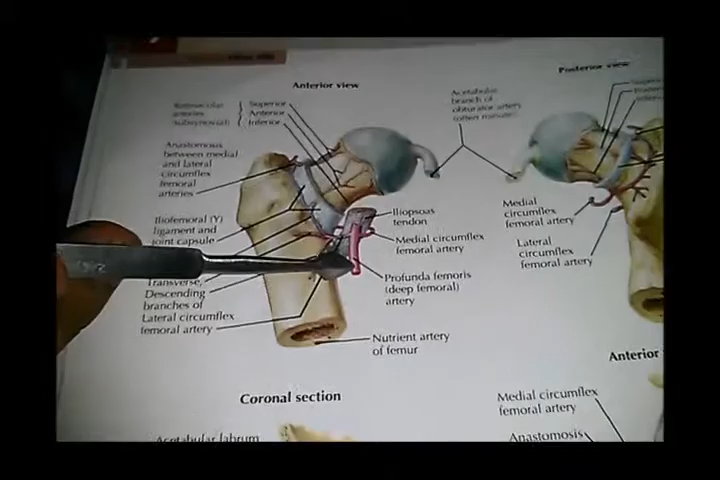 Anterior view
Posterior view
Retinacular
arteries
(subsynovial)
Superior
Anterior
Inferior
Acetabular
branch of
obturator artery
(often minute)
Anastomosis
between medial
and lateral
circumflex
femoral
arteries
Iliofemoral (Y)
ligament and
joint capsule
Transverse,
Descending
branches of
Lateral circumflex
femoral artery
Iliopsoas
tendon
Medial circumflex
femoral artery
Profunda femoris
(deep femoral)
artery
Nutrient artery
of femur
Medial
circumflex
femoral artery
Lateral
circumflex
femoral artery
Coronal section
Acetabular labrum
Anterior
Medial circumflex
femoral artery
Anastomosis